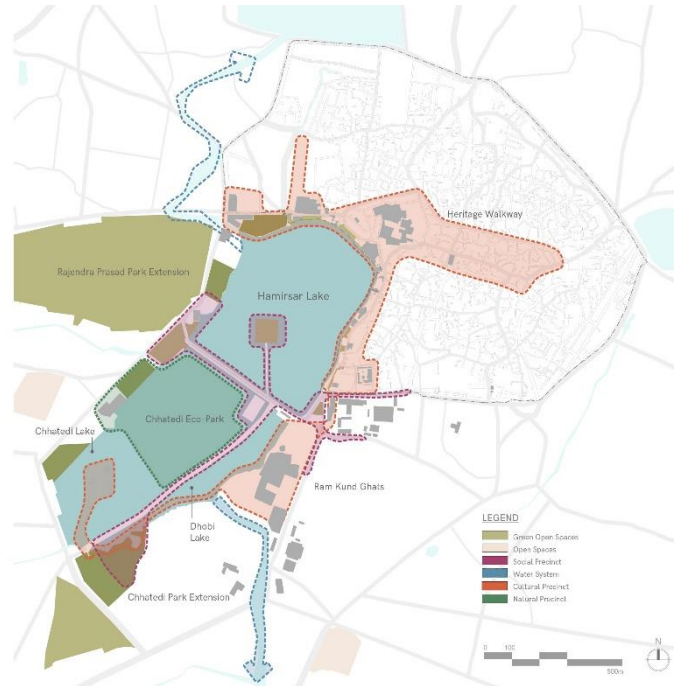 Heritage Walkway
Rajendra Prasad Park Extension
Hamirsar Lake
Chhatedi Eco-Park
Chhatedi Lake
Ram Kund Ghats
Dhobi
Lake
Chhatedi Park Extension
LEGEND
Green Open Spaces
Open Spaces
Social Precinct
Water System
Cultural Precinct
Natural Precinct
0 100
500m
N